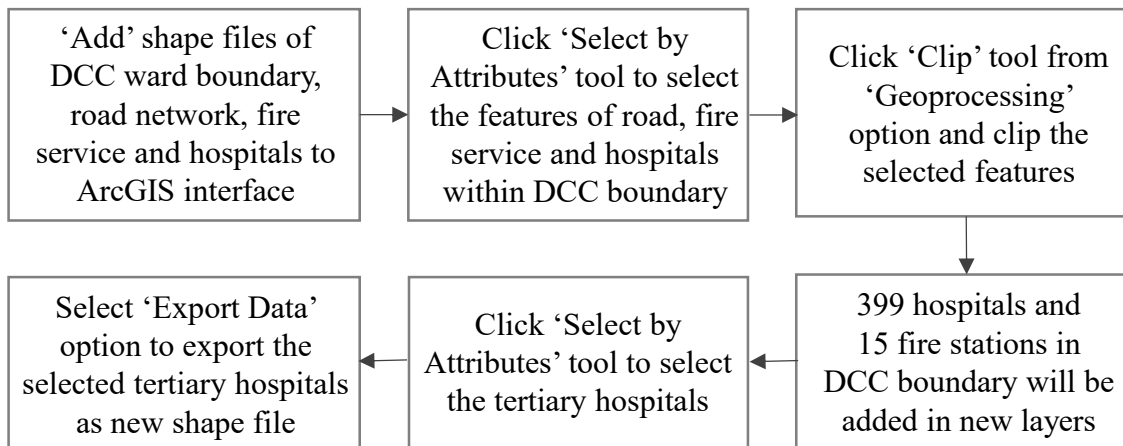 ‘Add’ shape files of
DCC ward boundary,
road network, fire
service and hospitals to
ArcGIS interface
Click ‘Select by
Attributes’ tool to select
the features of road, fire
service and hospitals
within DCC boundary
Click ‘Clip’ tool from
‘Geoprocessing’
option and clip the
selected features
399 hospitals and
15 fire stations in
DCC boundary will be
added in new layers
Click ‘Select by
Attributes’ tool to select
the tertiary hospitals
Select ‘Export Data’
option to export the
selected tertiary hospitals
as new shape file